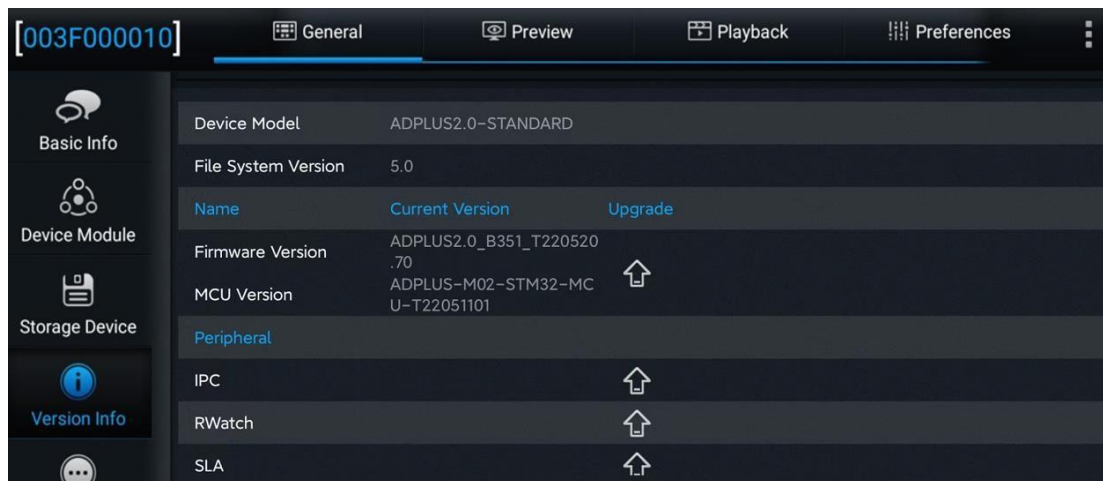 [003F000010]
General
Preview
Playback
Preferences
Basic Info
Device Module
Storage Device
Version Info
Device Model ADPLUS2.0-STANDARD
File System Version 5.0
Name Current Version Upgrade
Firmware Version ADPLUS2.0_B351_T220520
.70
MCU Version ADPLUS-M02-STM32-MC
U-T22051101
Peripheral
IPC
RWatch
SLA